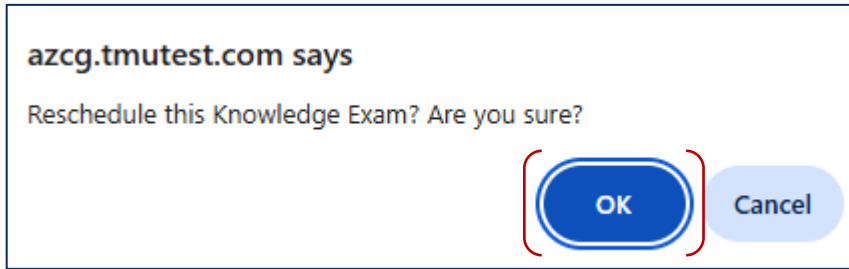 azcg.tmutest.com says
Reschedule this Knowledge Exam? Are you sure?
OK
Cancel